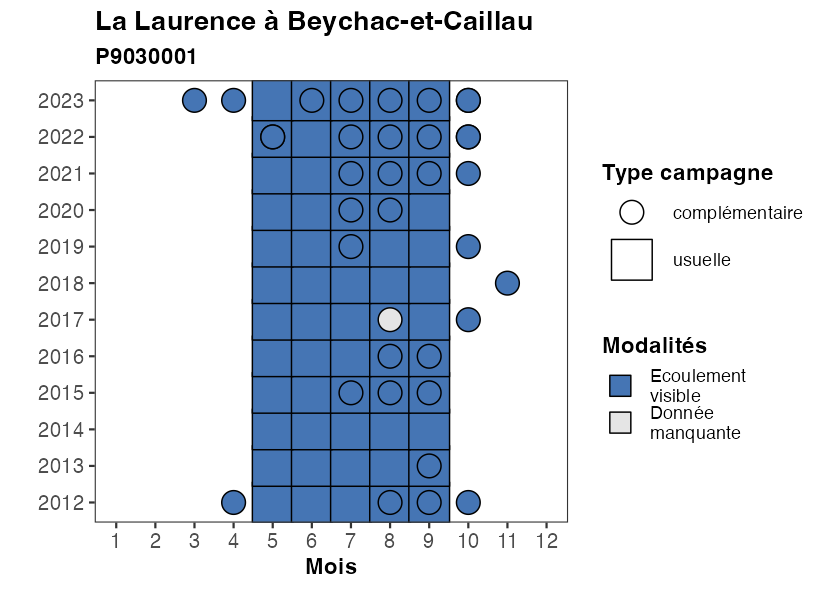 La Laurence à Beychac-et-Caillau
P9030001
2023
2022
2021
2020
2019
2018
2017
2016
2015
2014
2013
2012
1 2 3 4 5 6 7 8 9 10 11 12
Mois
Type campagne
complémentaire
usuelle
Modalités
Ecoulement
visible
Donnée
manquante